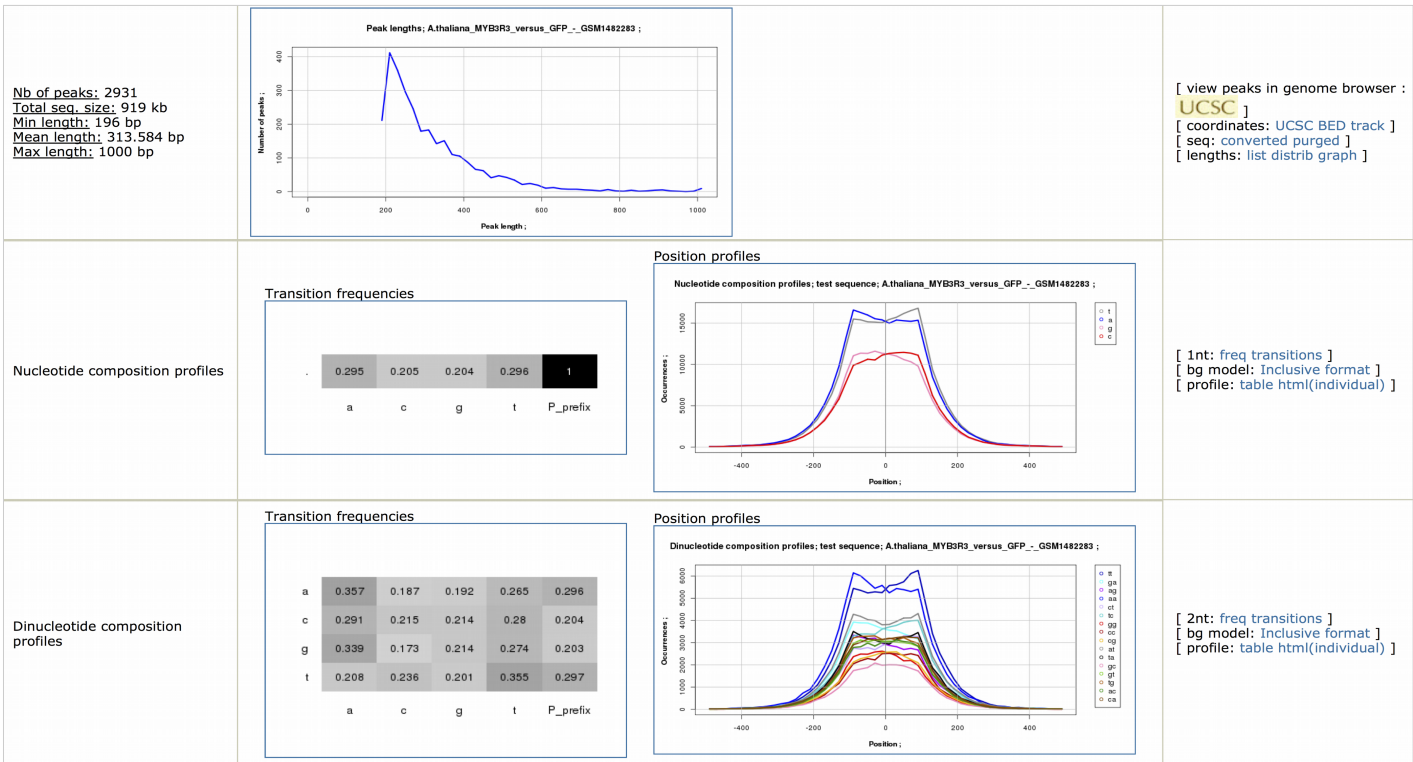 Nb of peaks: 2931
Total seq. size: 919 kb
Min length: 196 bp
Mean length: 313.584 bp
Max length: 1000 bp
Peak lengths; A.thaliana_MYB3R3_versus_GFP_-_GSM1482283 ;
Number of peaks ;
400
300
200
100
0
0 200 400 600 800 1000
Peak length ;
[ view peaks in genome browser :
UCSC ]
[ coordinates: UCSC BED track ]
[ seq: converted purged ]
[ lengths: list distrib graph ]
Nucleotide composition profiles
Transition frequencies
. 0.295 0.205 0.204 0.296 1
a c g t P_prefix
Position profiles
Nucleotide composition profiles; test sequence; A.thaliana_MYB3R3_versus_GFP_-_GSM1482283 ;
Occurrences ;
15000
10000
5000
0
-400 -200 0 200 400
Position ;
t
a
g
c
[ 1nt: freq transitions ]
[ bg model: Inclusive format ]
[ profile: table html(individual) ]
Dinucleotide composition
profiles
Transition frequencies
a 0.357 0.187 0.192 0.265 0.296
c 0.291 0.215 0.214 0.28 0.204
g 0.339 0.173 0.214 0.274 0.203
t 0.208 0.236 0.201 0.355 0.297
a c g t P_prefix
Position profiles
Dinucleotide composition profiles; test sequence; A.thaliana_MYB3R3_versus_GFP_-_GSM1482283 ;
Occurrences ;
6000
5000
4000
3000
2000
1000
0
-400 -200 0 200 400
Position ;
tt
ga
ag
aa
ct
tc
gg
cc
cg
at
ta
gc
gt
tg
ac
ca
[ 2nt: freq transitions ]
[ bg model: Inclusive format ]
[ profile: table html(individual) ]